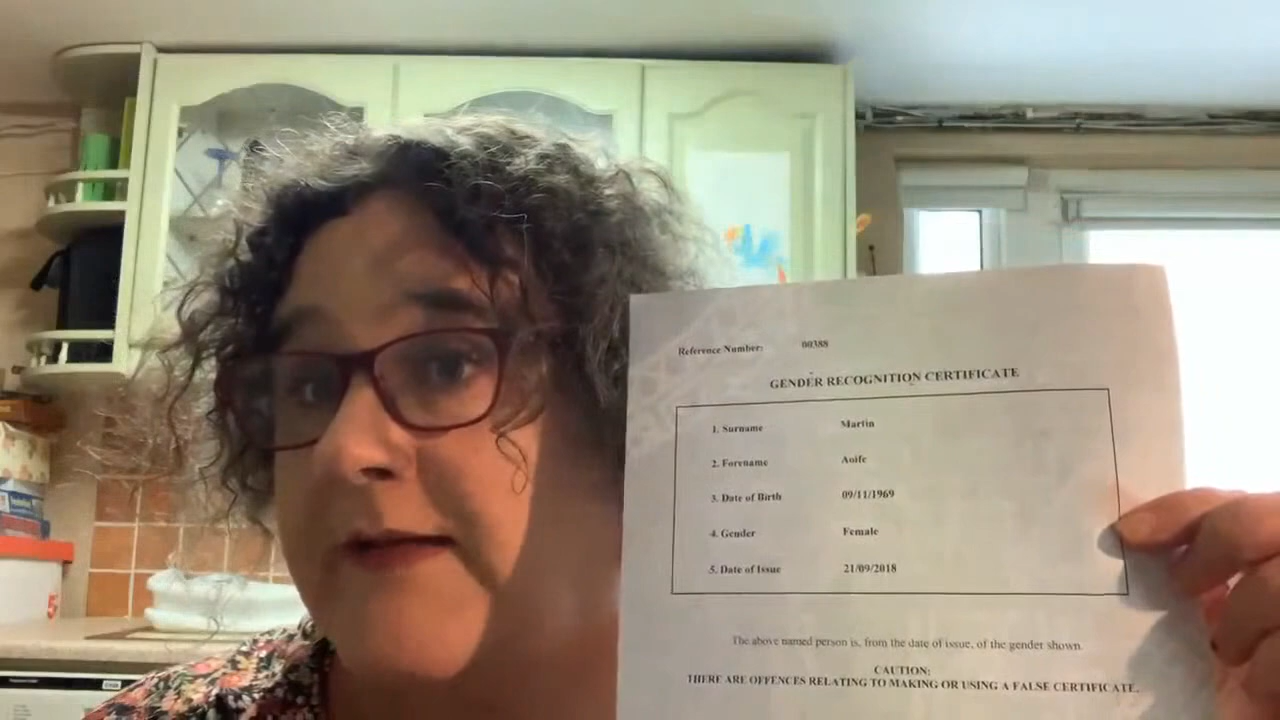 Reference Number: 00388
GENDER RECOGNITION CERTIFICATE
1. Surname Martin
2. Forename Aoife
3. Date of Birth 09/11/1969
4. Gender Female
5. Date of Issue 21/09/2018
The above named person is, from the date of issue, of the gender shown
CAUTION:
THERE ARE OFFENCES RELATING TO MAKING OR USING A FALSE CERTIFICATE.